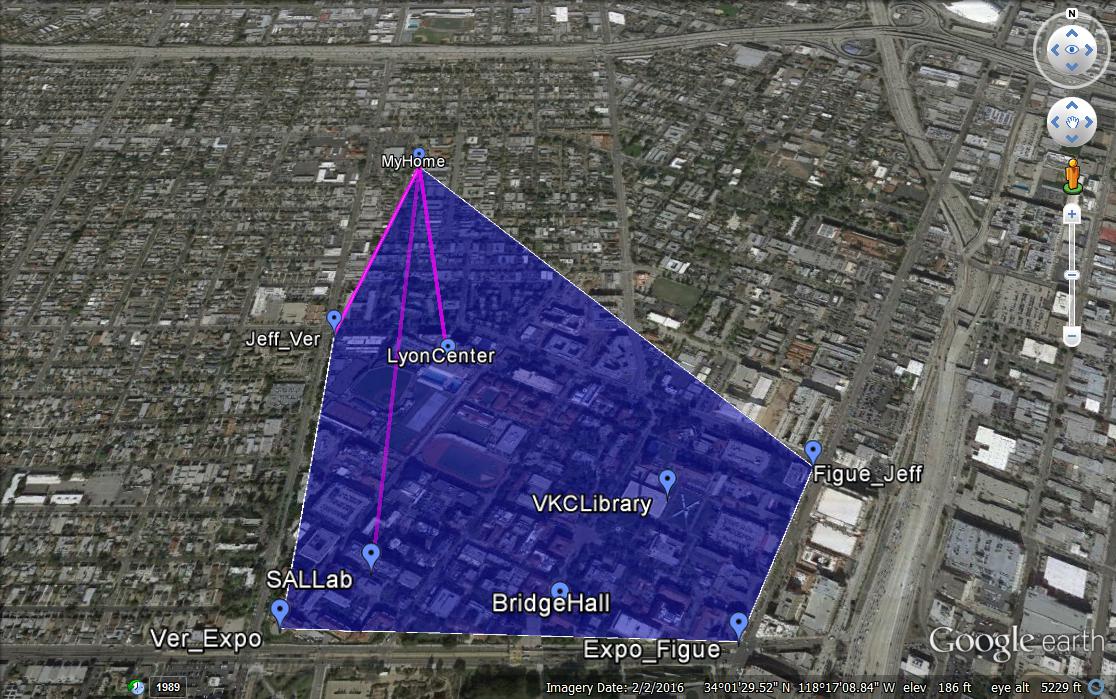 N
MyHome
Jeff_Ver
LyonCenter
Figue_Jeff
VKCLibrary
SALLab
BridgeHall
Ver_Expo
Expo_Figue
Google earth
1989
Imagery Date: 2/2/2016 34°01'29.52" N 118°17'08.84" W elev 186 ft eye alt 5229 ft